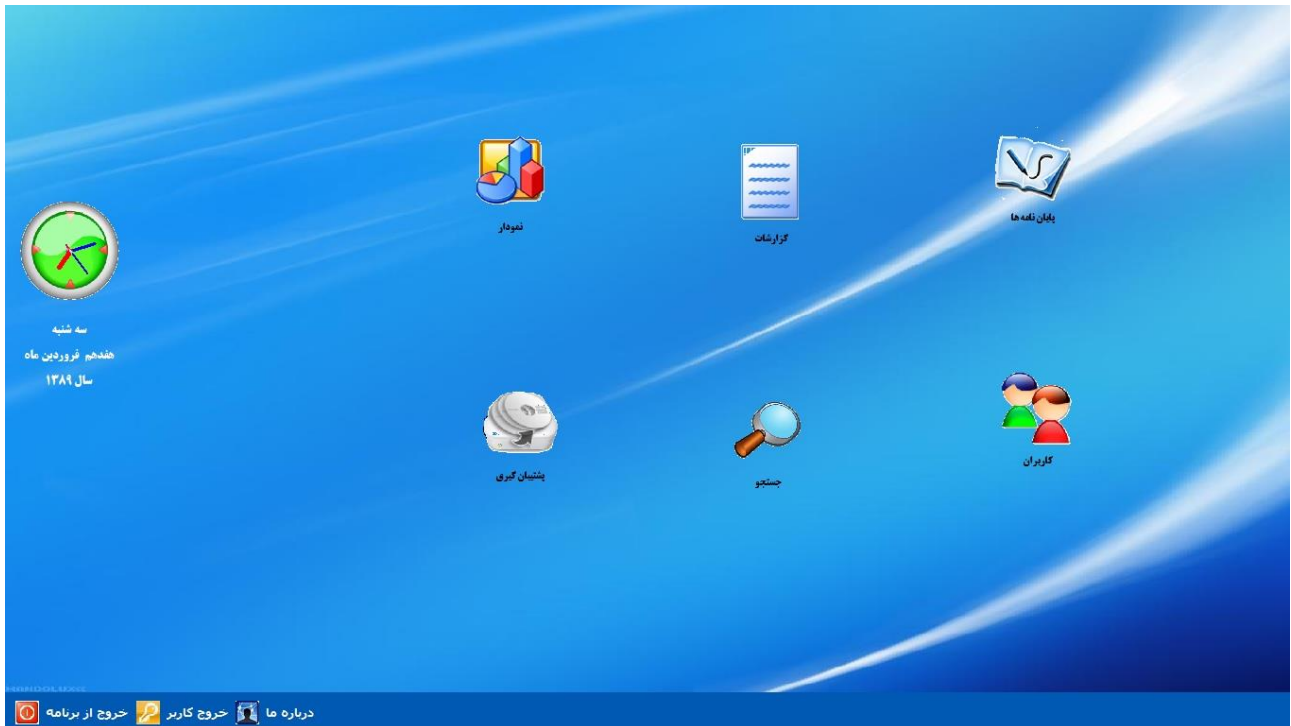 پایان نامه ها
گزارشات
نمودار
کاربران
جستجو
پشتیبان گیری
سه شنبه
هفدهم فروردین ماه
سال ۱۳۸۹
درباره ما
خروج کاربر
خروج از برنامه